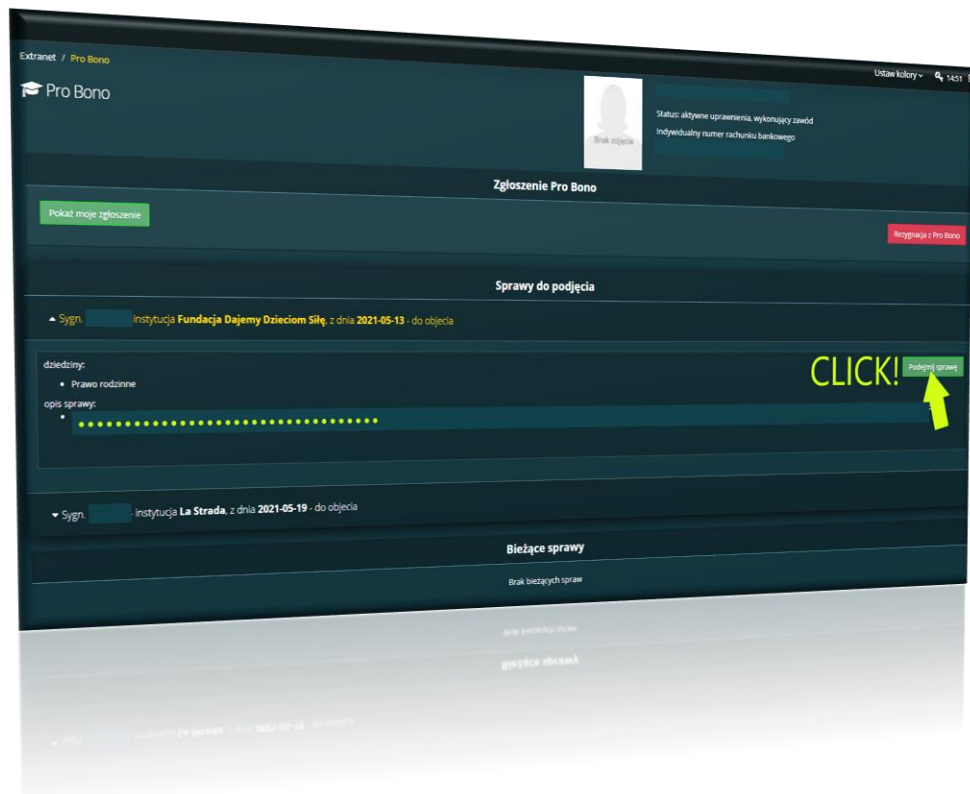 Extranet / Pro Bono
Ustaw kolory
14:51
Pro Bono
Brak zdjęcia
Status: aktywne uprawnienia, wykonujący zawód
Indywidualny numer rachunku bankowego
Zgłoszenie Pro Bono
Pokaż moje zgłoszenie
Rezygnacja z Pro Bono
Sprawy do podjęcia
Sygn. instytucja Fundacja Dajemy Dzieciom Siłę, z dnia 2021-05-13 - do objecia
dziedziny:
CLICK! Podejmij sprawę
• Prawo rodzinne
opis sprawy:
Sygn. - instytucja La Strada, z dnia 2021-05-19 - do objecia
Bieżące sprawy
Brak bieżących spraw